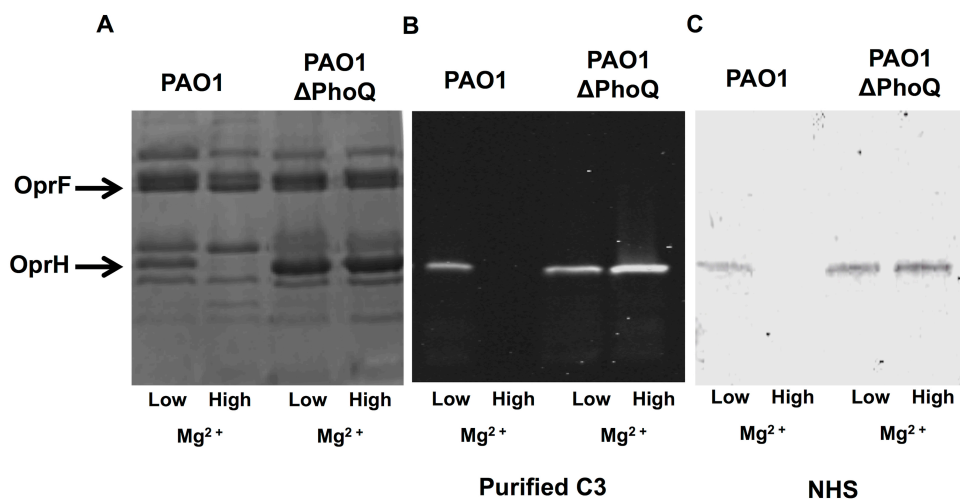 A
B
C
PAO1
PAO1
ΔPhoQ
PAO1
PAO1
ΔPhoQ
PAO1
PAO1
ΔPhoQ
OprF
OprH
Low High Low High
Mg2 + Mg2 +
Low High Low High
Mg2 + Mg2 +
Low High Low High
Mg2 + Mg2 +
Purified C3
NHS